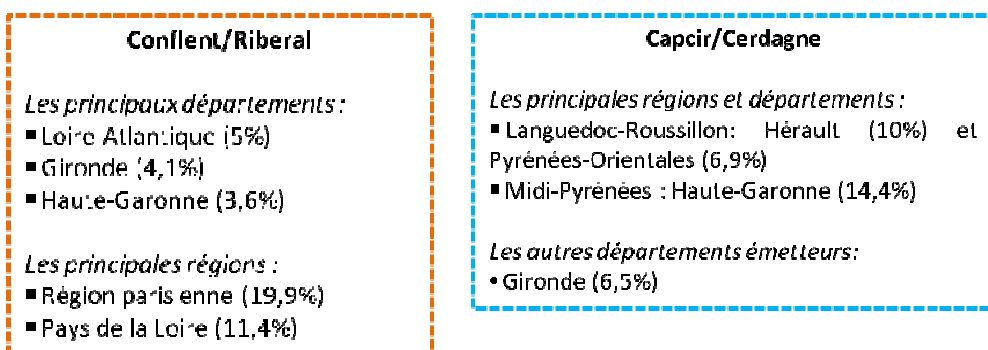 Conflent/Riberal
Les principaux départements :
▪ Loire Atlantique (5%)
▪ Gironde (4,1%)
▪ Haute-Garonne (3,6%)
Les principales régions :
▪ Région parisienne (19,9%)
▪ Pays de la Loire (11,4%)
Capcir/Cerdagne
Les principales régions et départements :
▪ Languedoc-Roussillon: Hérault (10%) et
Pyrénées-Orientales (6,9%)
▪ Midi-Pyrénées : Haute-Garonne (14,4%)
Les autres départements émetteurs:
• Gironde (6,5%)